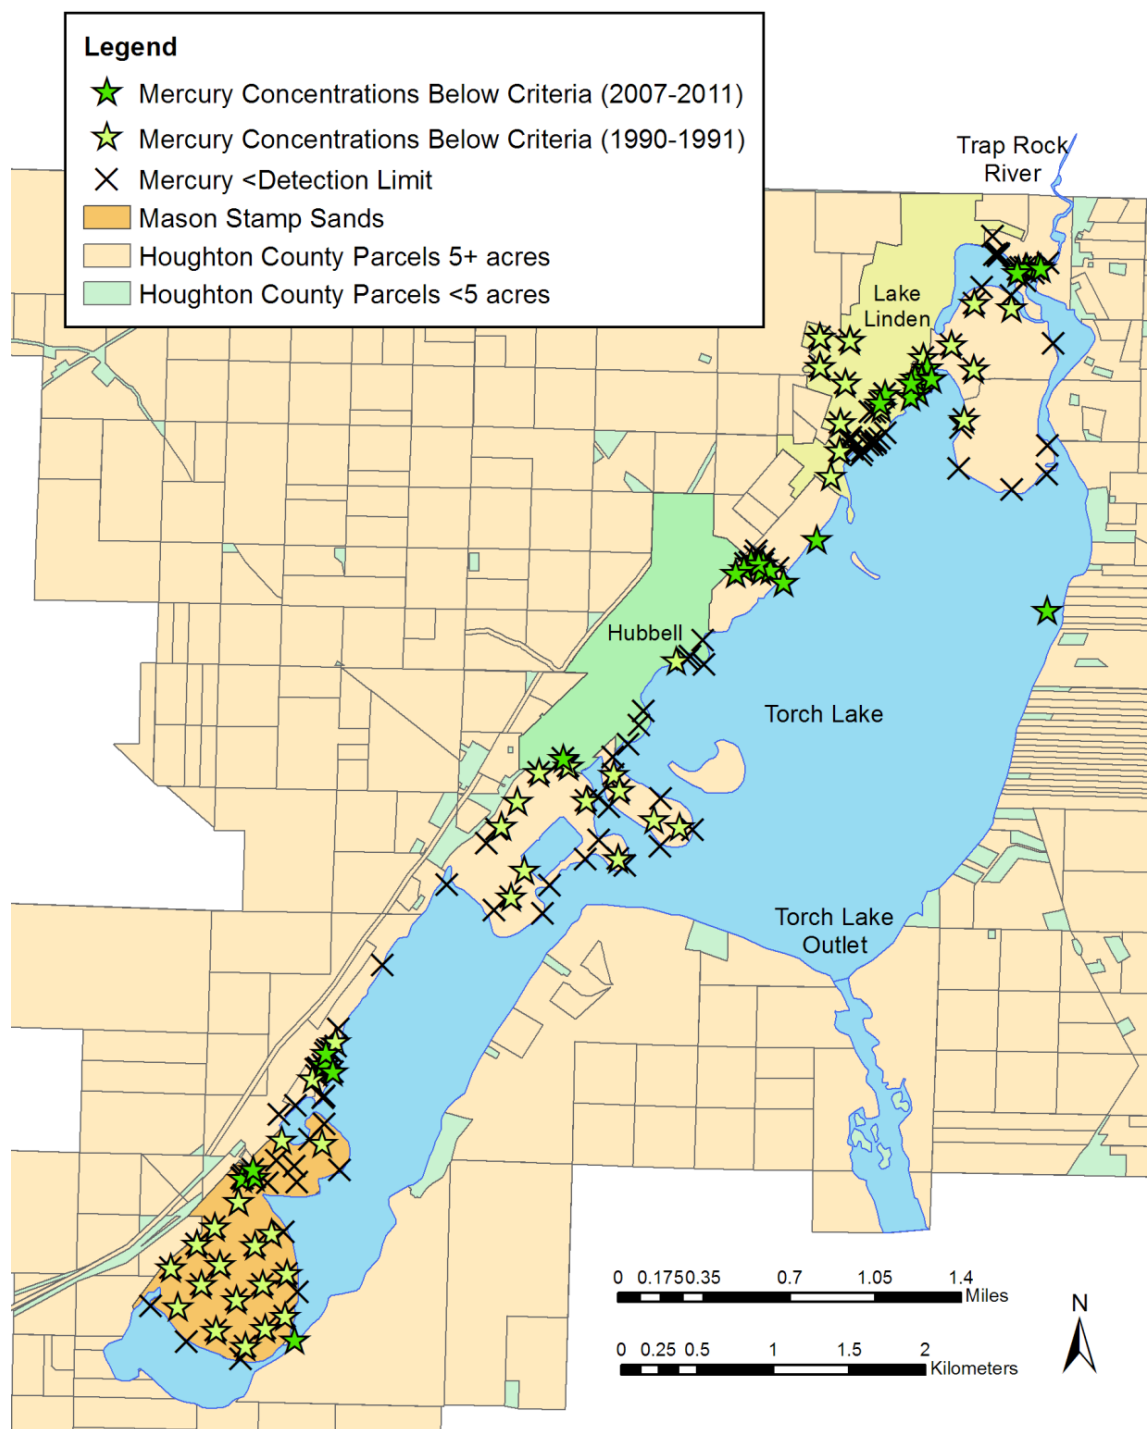 Legend
Mercury Concentrations Below Criteria (2007-2011)
Mercury Concentrations Below Criteria (1990-1991)
Mercury <Detection Limit
Mason Stamp Sands
Houghton County Parcels 5+ acres
Houghton County Parcels <5 acres
Trap Rock
River
Lake
Linden
Hubbell
Torch Lake
Torch Lake
Outlet
0 0.175 0.35 0.7 1.05 1.4
Miles
0 0.25 0.5 1 1.5 2
Kilometers
N